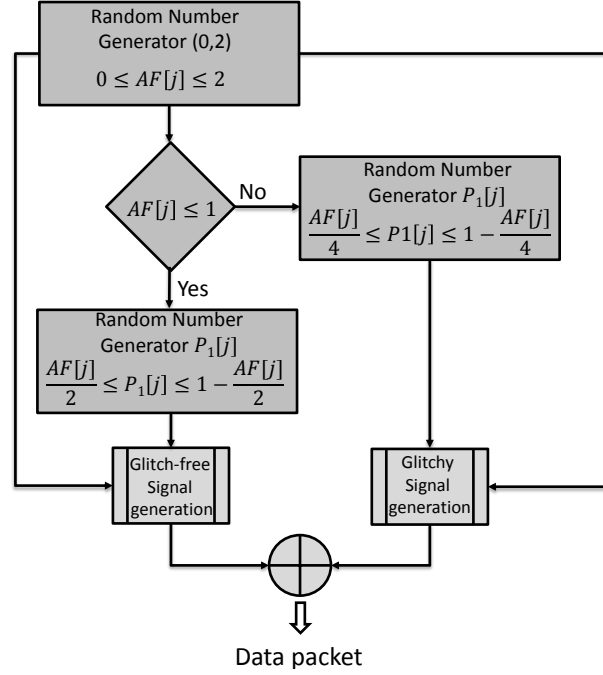 Random Number
Generator (0,2)
0 ≤ AF[j] ≤ 2
AF[j] ≤ 1
No
Random Number
Generator P₁[j]
AF[j]/4 ≤ P1[j] ≤ 1 − AF[j]/4
Yes
Random Number
Generator P₁[j]
AF[j]/2 ≤ P₁[j] ≤ 1 − AF[j]/2
Glitch-free
Signal
generation
Glitchy
Signal
generation
Data packet